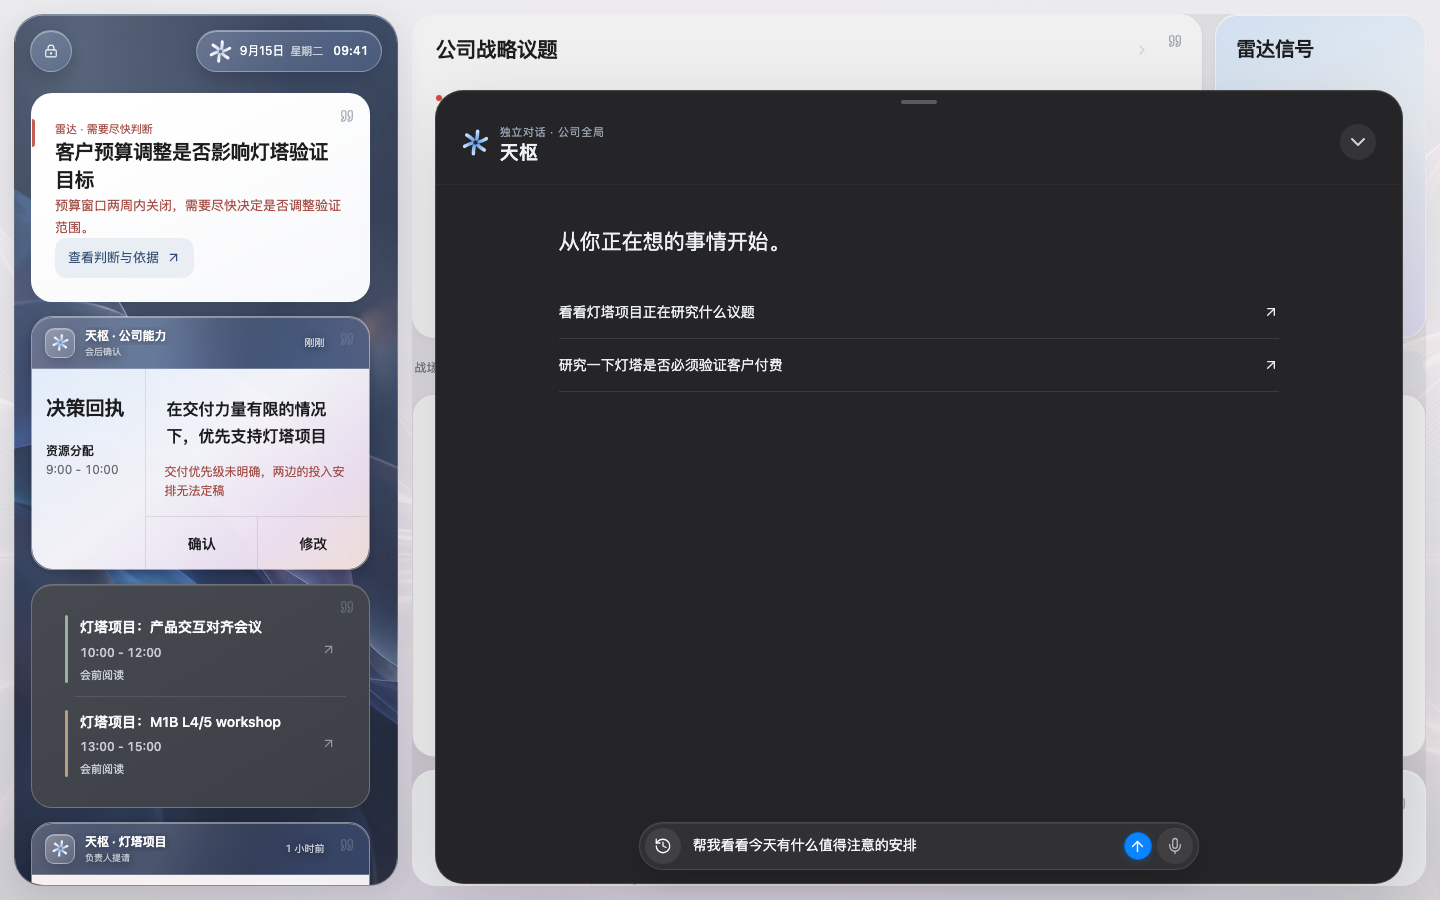 9月15日 星期二 09:41
雷达 · 需要尽快判断
客户预算调整是否影响灯塔验证
目标
预算窗口两周内关闭，需要尽快决定是否调整验证
范围。
查看判断与依据
天枢 · 公司能力
会后确认
刚刚
决策回执
资源分配
9:00 - 10:00
在交付力量有限的情况
下，优先支持灯塔项目
交付优先级未明确，两边的投入安
排无法定稿
确认
修改
灯塔项目：产品交互对齐会议
10:00 - 12:00
会前阅读
灯塔项目：M1B L4/5 workshop
13:00 - 15:00
会前阅读
天枢 · 灯塔项目
负责人提请
1 小时前
公司战略议题
雷达信号
战场
独立对话 · 公司全局
天枢
从你正在想的事情开始。
看看灯塔项目正在研究什么议题
研究一下灯塔是否必须验证客户付费
帮我看看今天有什么值得注意的安排